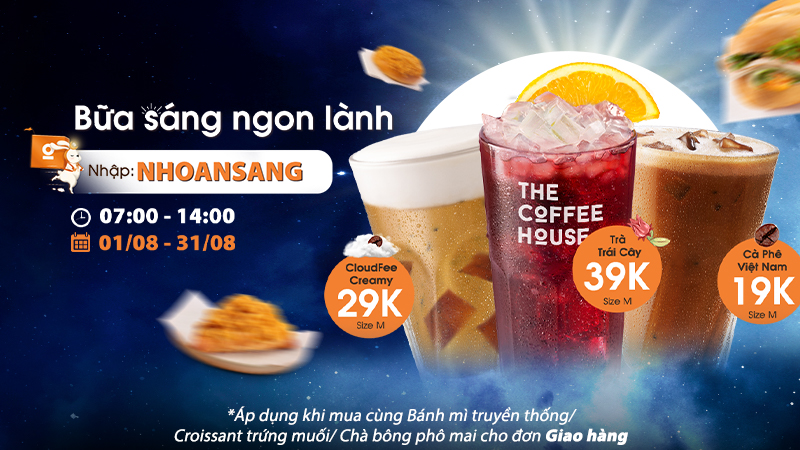 Bữa sáng ngon lành
Nhập: NHOANSANG
07:00 - 14:00
01/08 - 31/08
THE
COFFEE
HOUSE
CloudFee
Creamy
29K
Size M
Trà
Trái Cây
39K
Size M
Cà Phê
Việt Nam
19K
Size M
*Áp dụng khi mua cùng Bánh mì truyền thống/
Croissant trứng muối/ Chà bông phô mai cho đơn Giao hàng